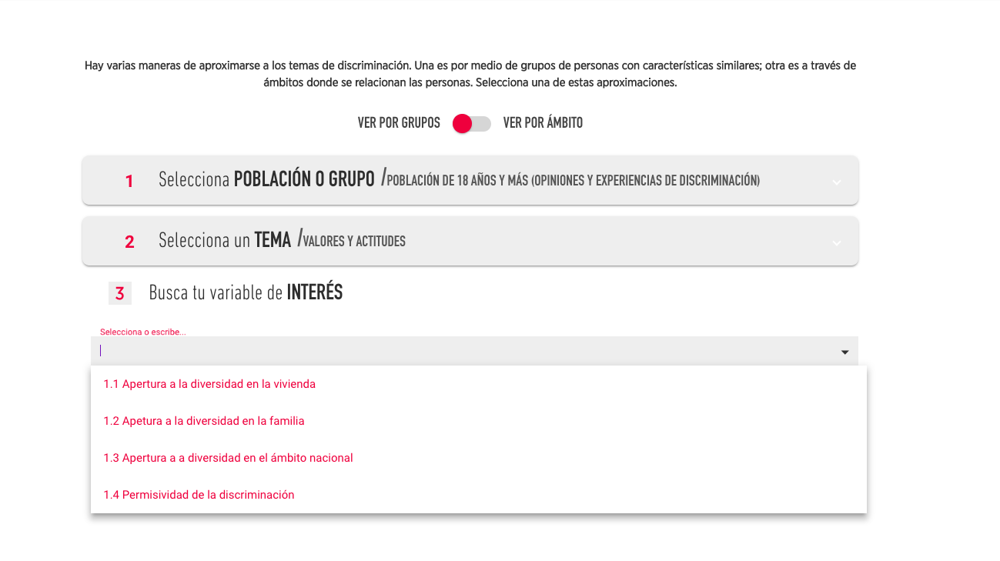 Hay varias maneras de aproximarse a los temas de discriminación. Una es por medio de grupos de personas con características similares; otra es a través de
ámbitos donde se relacionan las personas. Selecciona una de estas aproximaciones.
VER POR GRUPOS VER POR ÁMBITO
1 Selecciona POBLACIÓN O GRUPO /POBLACIÓN DE 18 AÑOS Y MÁS (OPINIONES Y EXPERIENCIAS DE DISCRIMINACIÓN)
2 Selecciona un TEMA /VALORES Y ACTITUDES
3 Busca tu variable de INTERÉS
Selecciona o escribe...
1.1 Apertura a la diversidad en la vivienda
1.2 Apetura a la diversidad en la familia
1.3 Apertura a a diversidad en el ámbito nacional
1.4 Permisividad de la discriminación